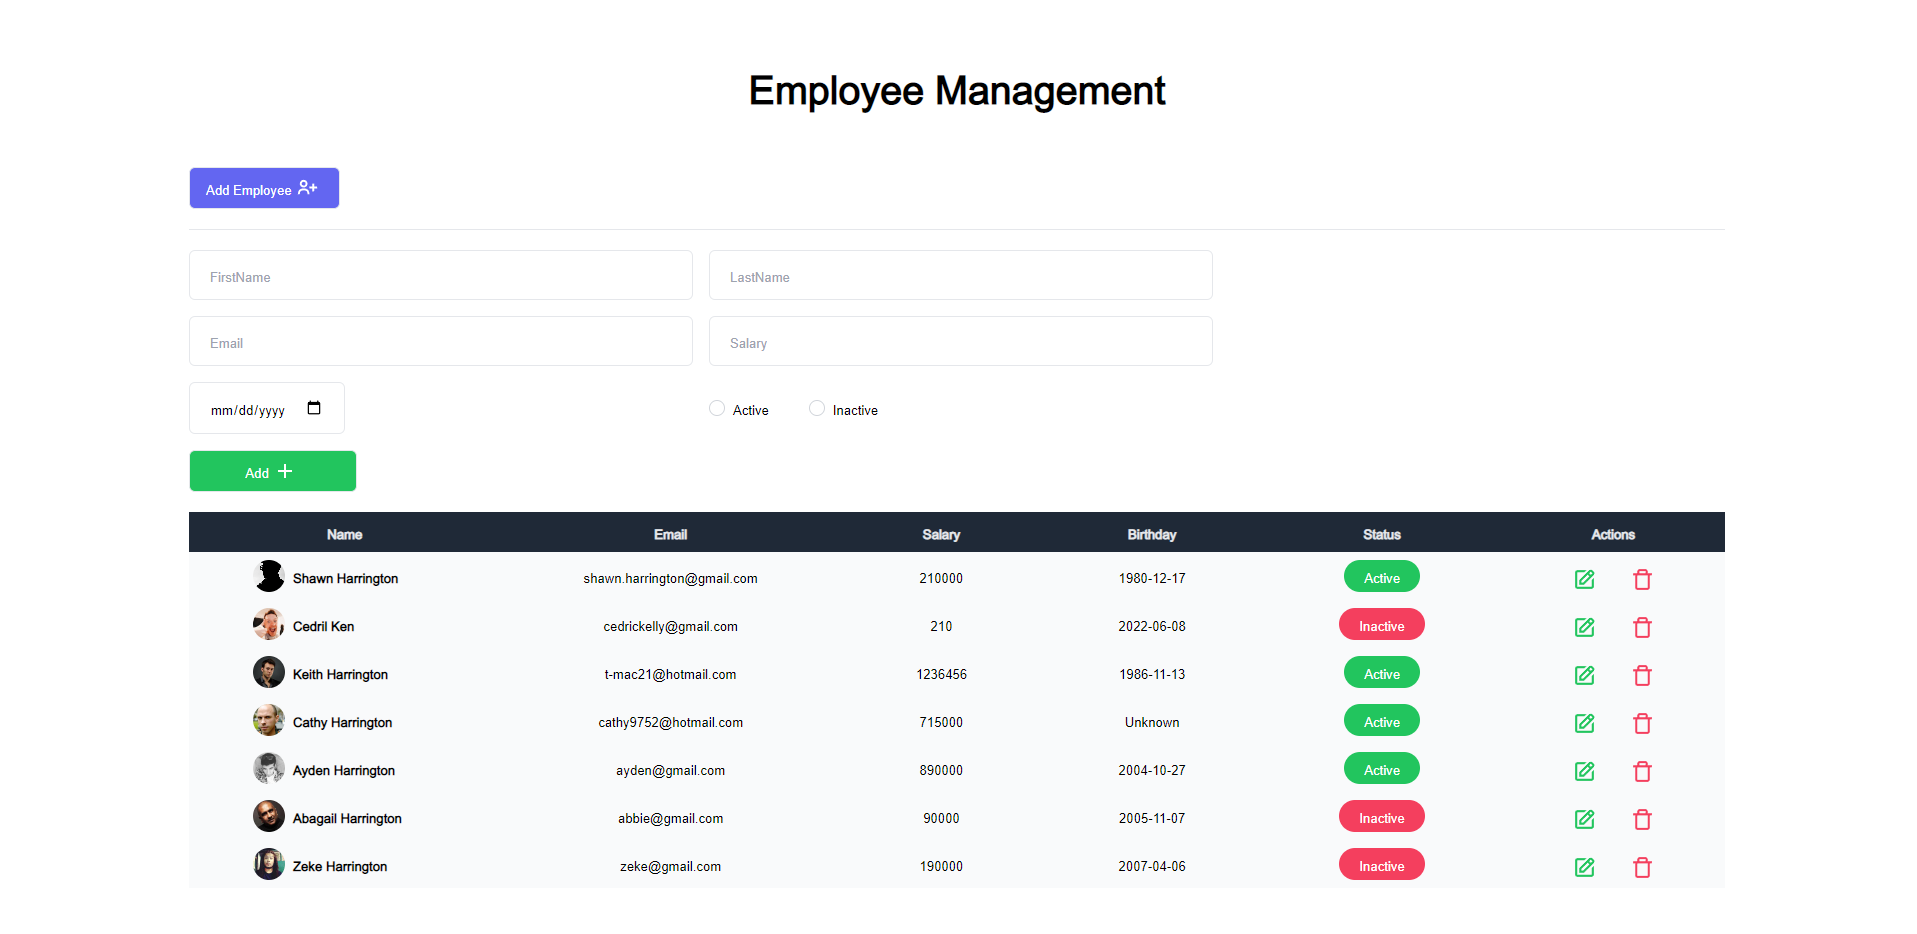 Employee Management
Add Employee
FirstName LastName
Email Salary
mm/dd/yyyy Active Inactive
Add
Name Email Salary Birthday Status Actions
Shawn Harrington shawn.harrington@gmail.com 210000 1980-12-17 Active
Cedril Ken cedrickelly@gmail.com 210 2022-06-08 Inactive
Keith Harrington t-mac21@hotmail.com 1236456 1986-11-13 Active
Cathy Harrington cathy9752@hotmail.com 715000 Unknown Active
Ayden Harrington ayden@gmail.com 890000 2004-10-27 Active
Abagail Harrington abbie@gmail.com 90000 2005-11-07 Inactive
Zeke Harrington zeke@gmail.com 190000 2007-04-06 Inactive